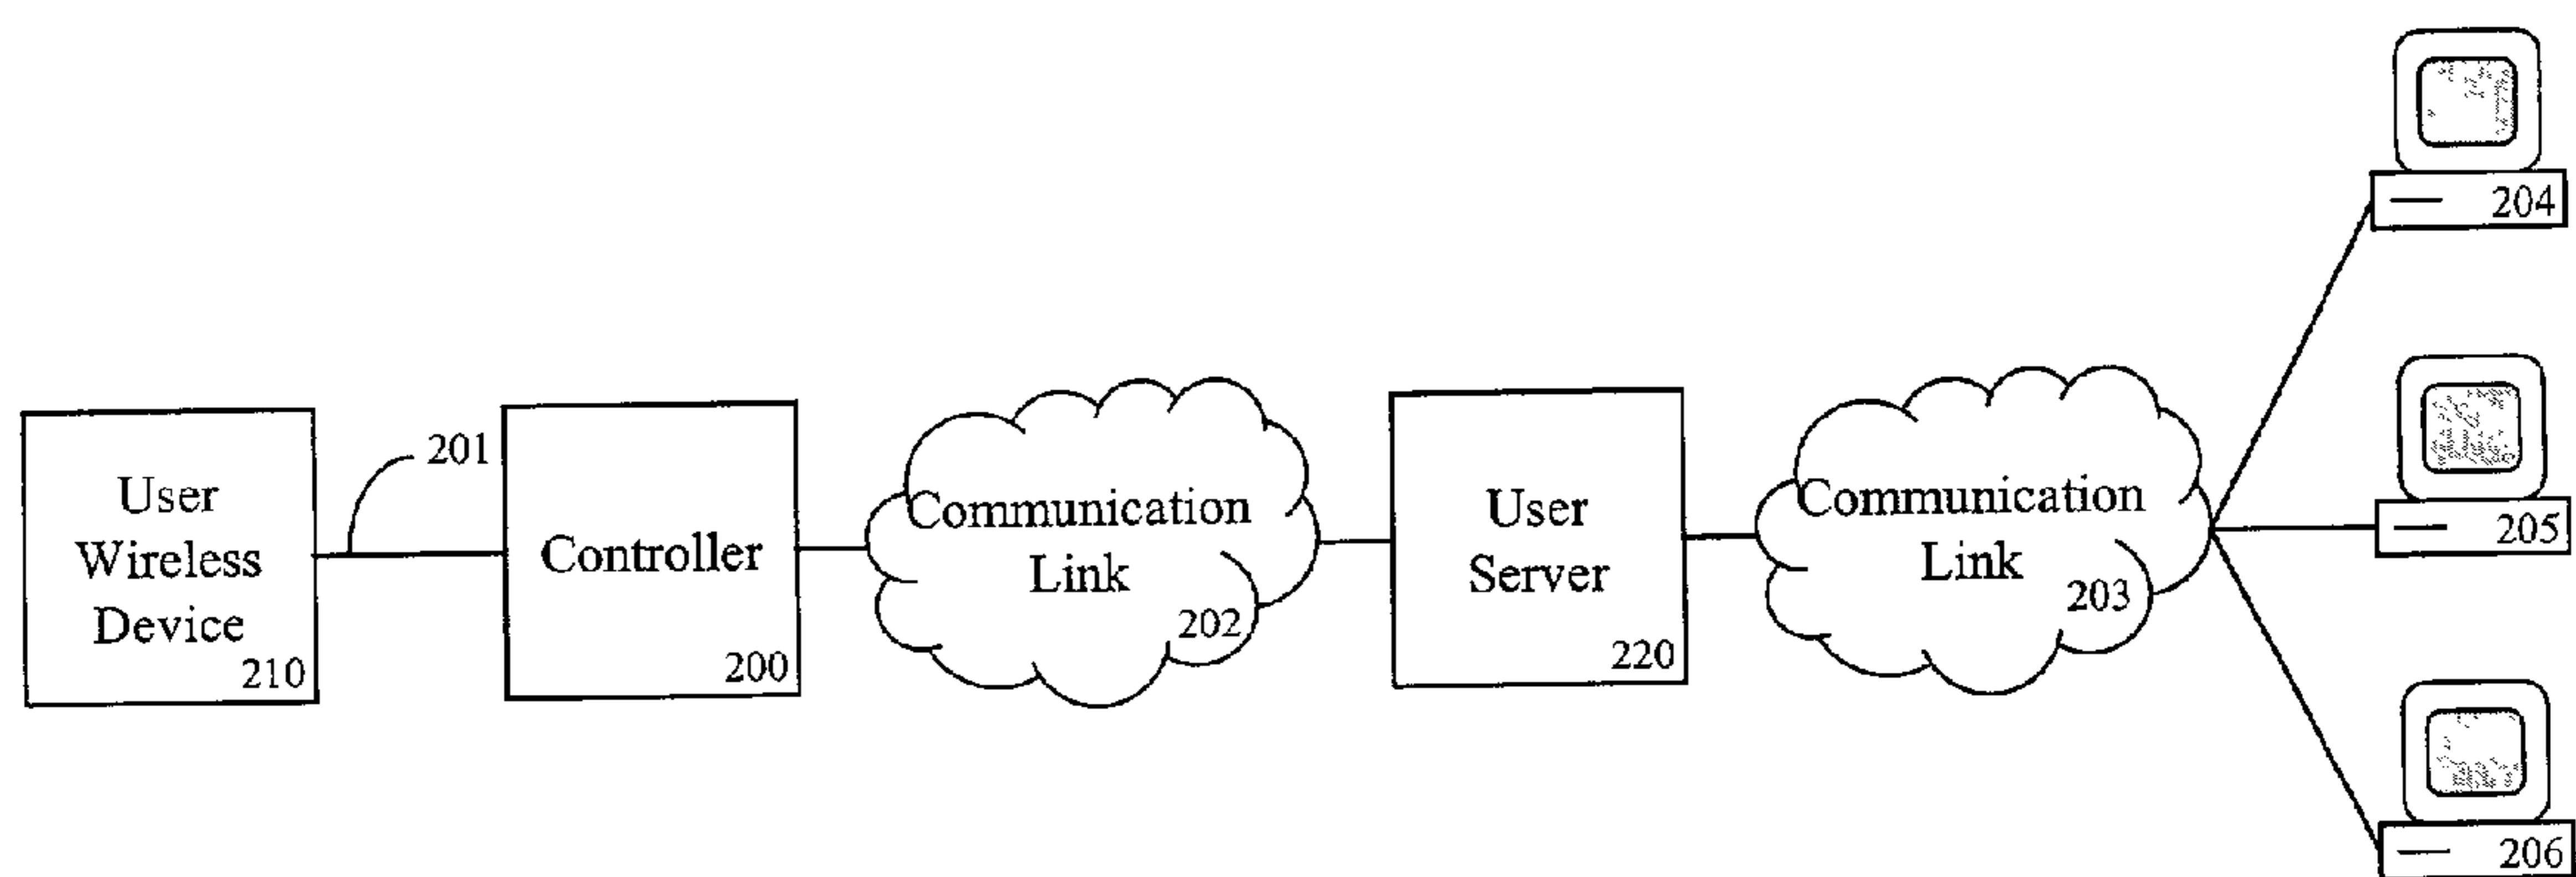 204
201
User
Wireless
Device
210
Controller
200
Communication
Link
202
User
Server
220
Communication
Link
203
205
206